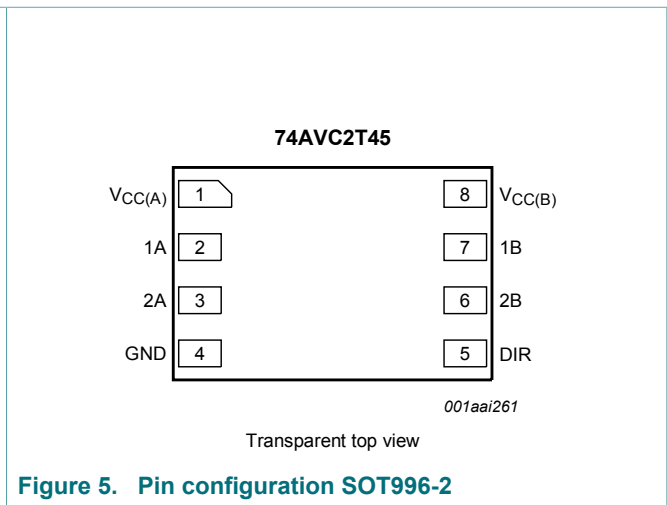 74AVC2T45
VCC(A) 1 8 VCC(B)
1A 2 7 1B
2A 3 6 2B
GND 4 5 DIR
001aai261
Transparent top view
Figure 5. Pin configuration SOT996-2